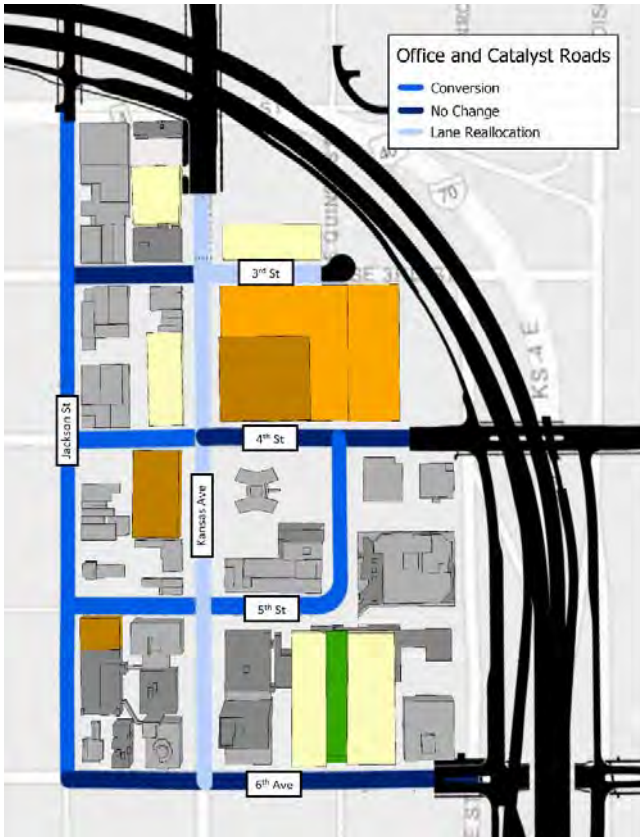 Office and Catalyst Roads
Conversion
No Change
Lane Reallocation
ST
40
70
KS-4 E
3rd St
Jackson St
4th St
Kansas Ave
5th St
6th Ave